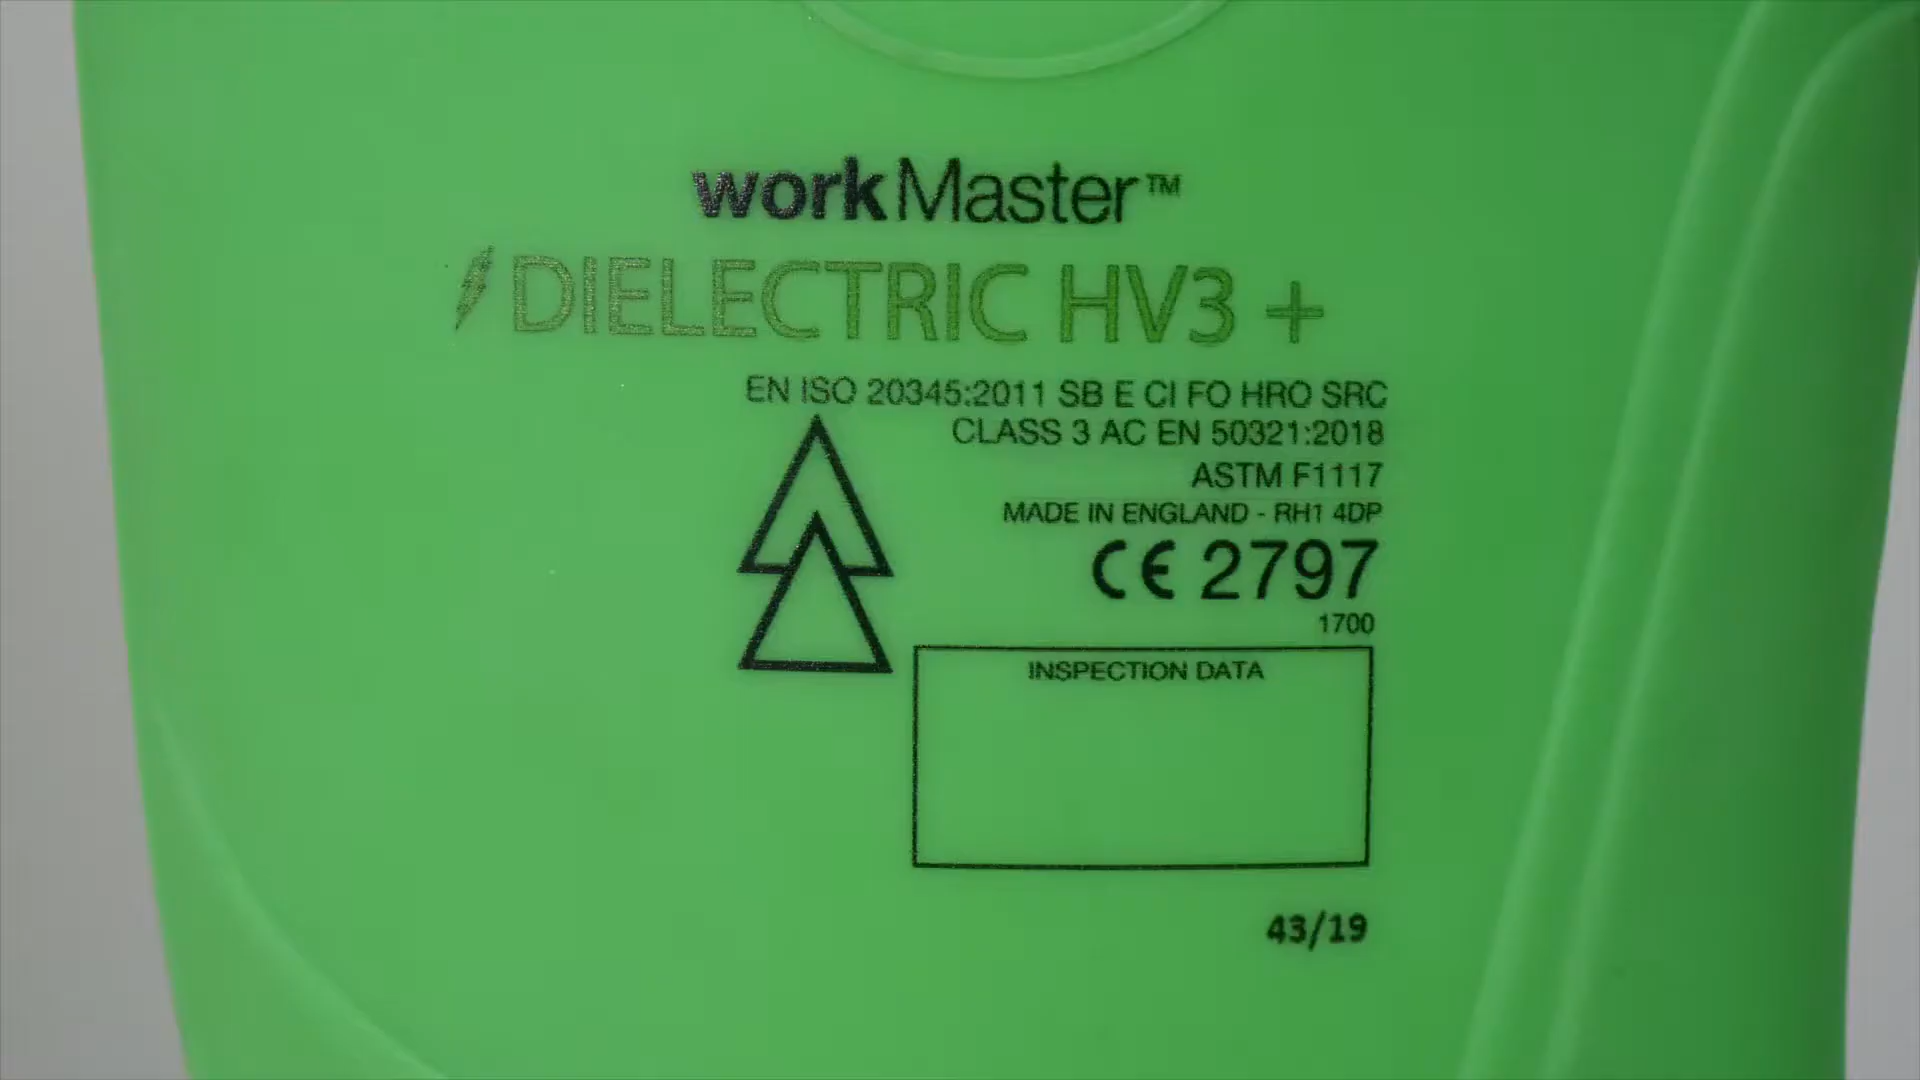 workMaster™
DIELECTRIC HV3 +
EN ISO 20345:2011 SB E CI FO HRO SRC
CLASS 3 AC EN 50321:2018
ASTM F1117
MADE IN ENGLAND - RH1 4DP
CE 2797
1700
INSPECTION DATA
43/19